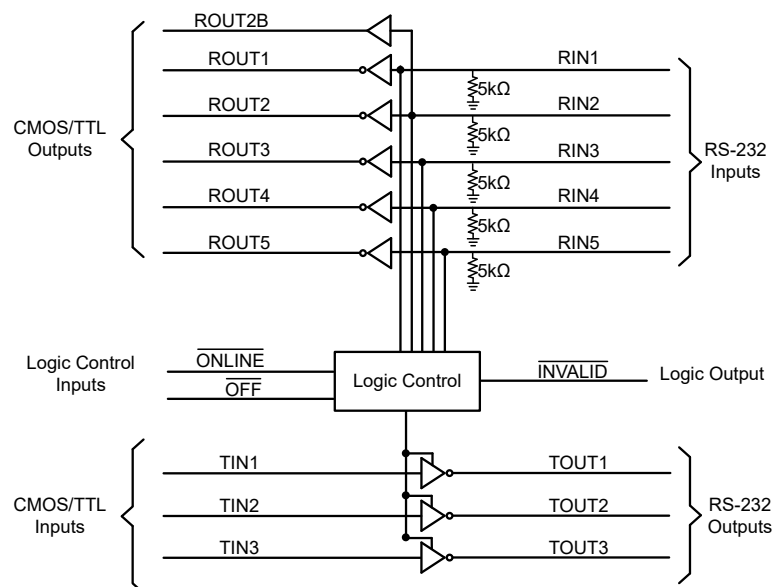 ROUT2B
ROUT1
RIN1
5kΩ
ROUT2
RIN2
5kΩ
CMOS/TTL
Outputs
ROUT3
RIN3
5kΩ
RS-232
Inputs
ROUT4
RIN4
5kΩ
ROUT5
RIN5
5kΩ
Logic Control
Inputs
ONLINE
OFF
Logic Control
INVALID
Logic Output
CMOS/TTL
Inputs
TIN1
TOUT1
TIN2
TOUT2
TIN3
TOUT3
RS-232
Outputs